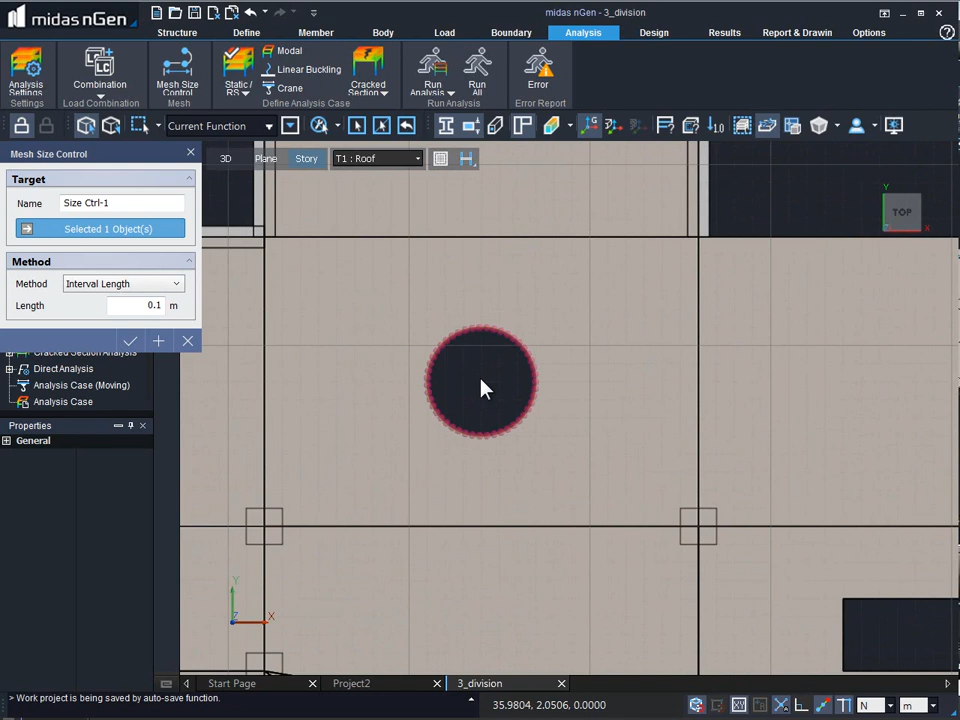 midas nGen
midas nGen - 3_division
Structure Define Member Body Load Boundary Analysis Design Results Report & Drawin Options
Analysis Settings
Combination
Mesh Size Control
Static / RS
Modal
Linear Buckling
Crane
Cracked Section
Run Analysis
Run All
Error
Settings Load Combination Mesh Define Analysis Case Run Analysis Error Report
Current Function
1.0
Mesh Size Control
3D Plane Story T1 : Roof
Target
Name Size Ctrl-1
Selected 1 Object(s)
Method
Method Interval Length
Length 0.1 m
Cracked Section Analysis
Direct Analysis
Analysis Case (Moving)
Analysis Case
Properties
General
Y
TOP
Z
X
Y
Z
X
Start Page Project2 3_division
> Work project is being saved by auto-save function.
35.9804, 2.0506, 0.0000
N m